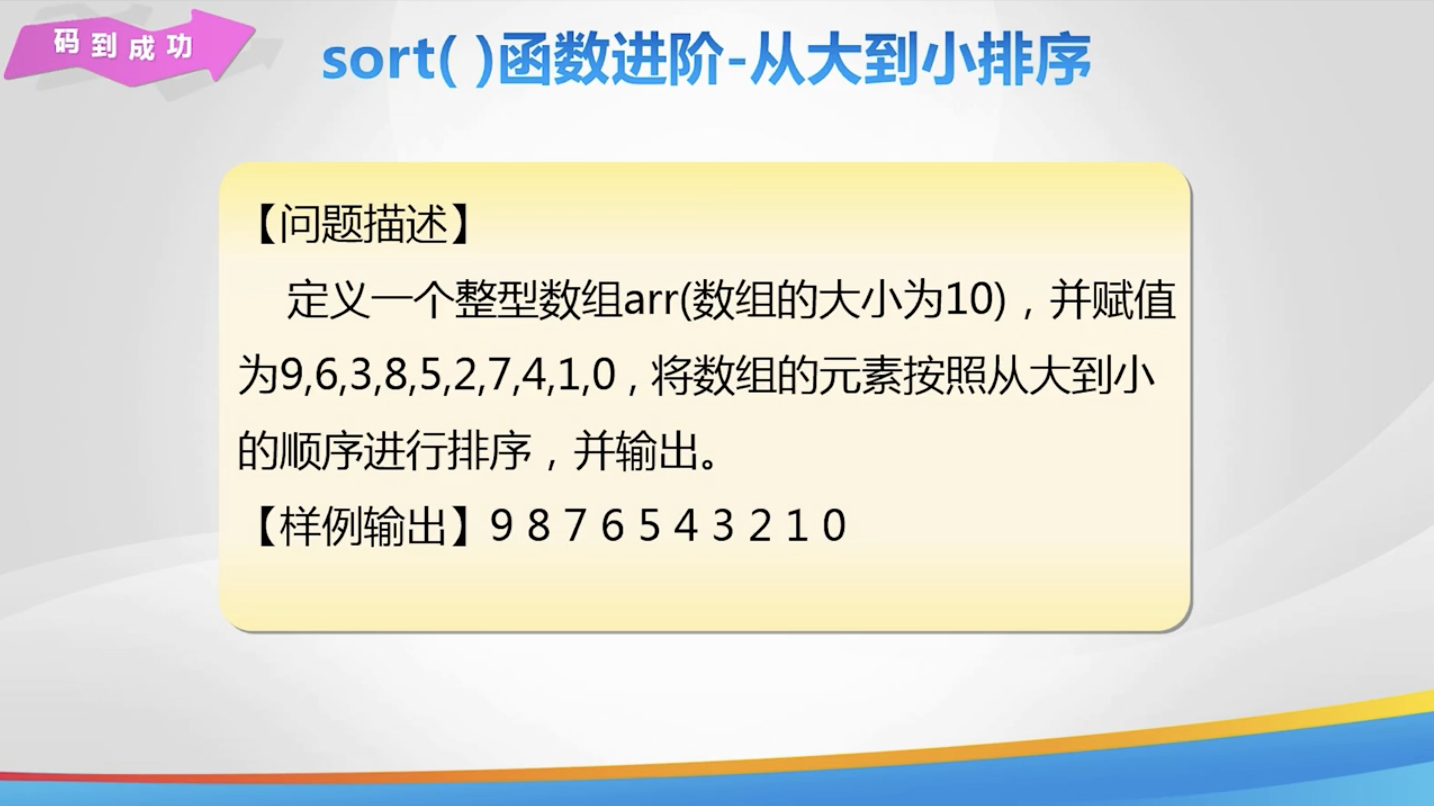 码到成功
sort( )函数进阶-从大到小排序
【问题描述】
定义一个整型数组arr(数组的大小为10)，并赋值
为9,6,3,8,5,2,7,4,1,0，将数组的元素按照从大到小
的顺序进行排序，并输出。
【样例输出】9 8 7 6 5 4 3 2 1 0